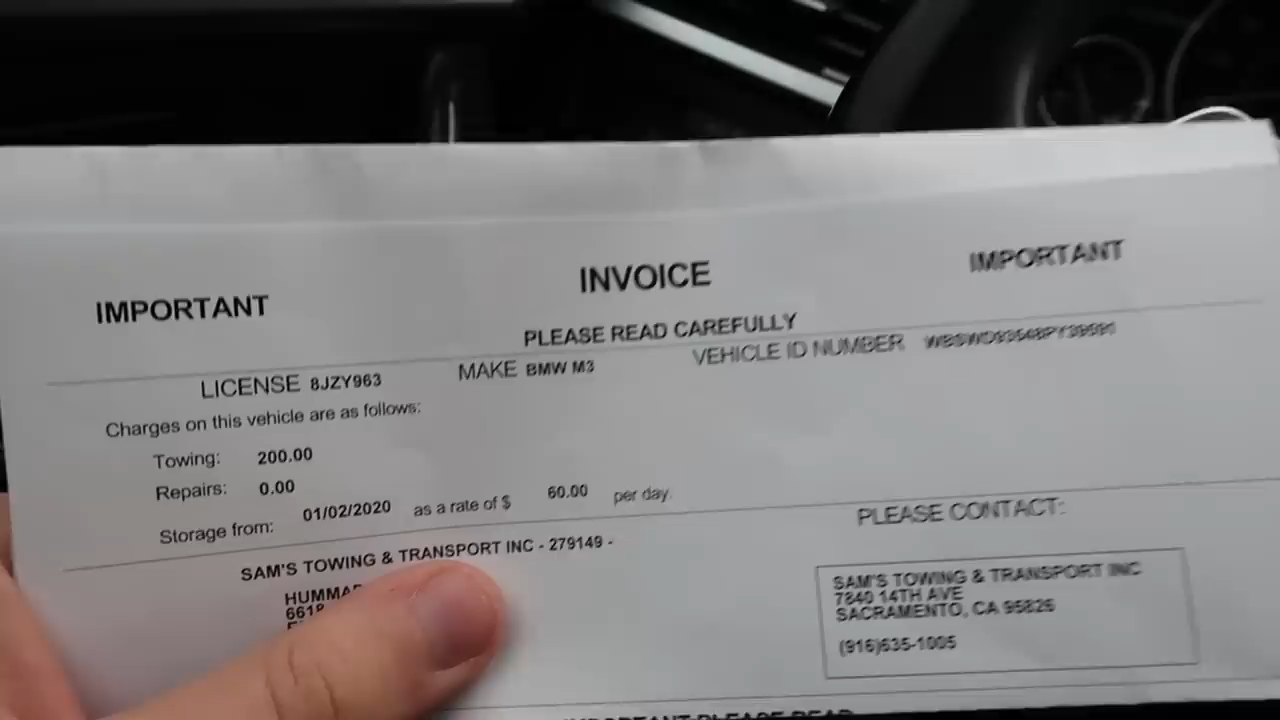 IMPORTANT INVOICE IMPORTANT
PLEASE READ CAREFULLY
LICENSE 8JZY963 MAKE BMW M3 VEHICLE ID NUMBER
Charges on this vehicle are as follows:
Towing: 200.00
Repairs: 0.00
Storage from: 01/02/2020 as a rate of $ 60.00 per day.
SAM'S TOWING & TRANSPORT INC - 279149 -
PLEASE CONTACT:
SAM'S TOWING & TRANSPORT INC
7840 14TH AVE
SACRAMENTO, CA 95826
(916)635-1005
IMPORTANT PLEASE READ